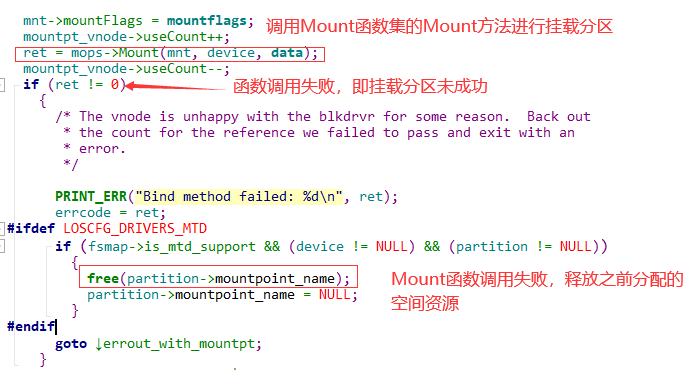 mnt->mountFlags = mountflags;
调用Mount函数集的Mount方法进行挂载分区
mountpt_vnode->useCount++;
ret = mops->Mount(mnt, device, data);
mountpt_vnode->useCount--;
if (ret != 0)
函数调用失败，即挂载分区未成功
{
/* The vnode is unhappy with the blkdrvr for some reason.  Back out
* the count for the reference we failed to pass and exit with an
* error.
*/
PRINT_ERR("Bind method failed: %d\n", ret);
errcode = ret;
#ifdef LOSCFG_DRIVERS_MTD
if (fsmap->is_mtd_support && (device != NULL) && (partition != NULL))
{
free(partition->mountpoint_name);
Mount函数调用失败，释放之前分配的
空间资源
partition->mountpoint_name = NULL;
}
#endif
goto ↓errout_with_mountpt;
}